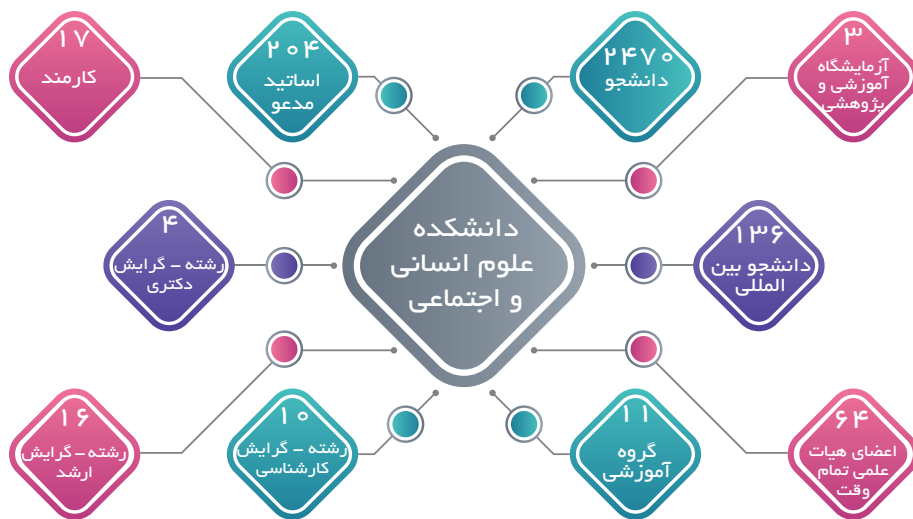 ۳
آزمایشگاه
آموزشی و
پژوهشی
۲۴۷۰
دانشجو
۲۰۴
اساتید
مدعو
۱۷
کارمند
دانشکده
علوم انسانی
و اجتماعی
۱۳۶
دانشجو بین
المللی
۴
رشته - گرایش
دکتری
۶۴
اعضای هیات
علمی تمام
وقت
۱۱
گروه
آموزشی
۱۰
رشته - گرایش
کارشناسی
۱۶
رشته - گرایش
ارشد